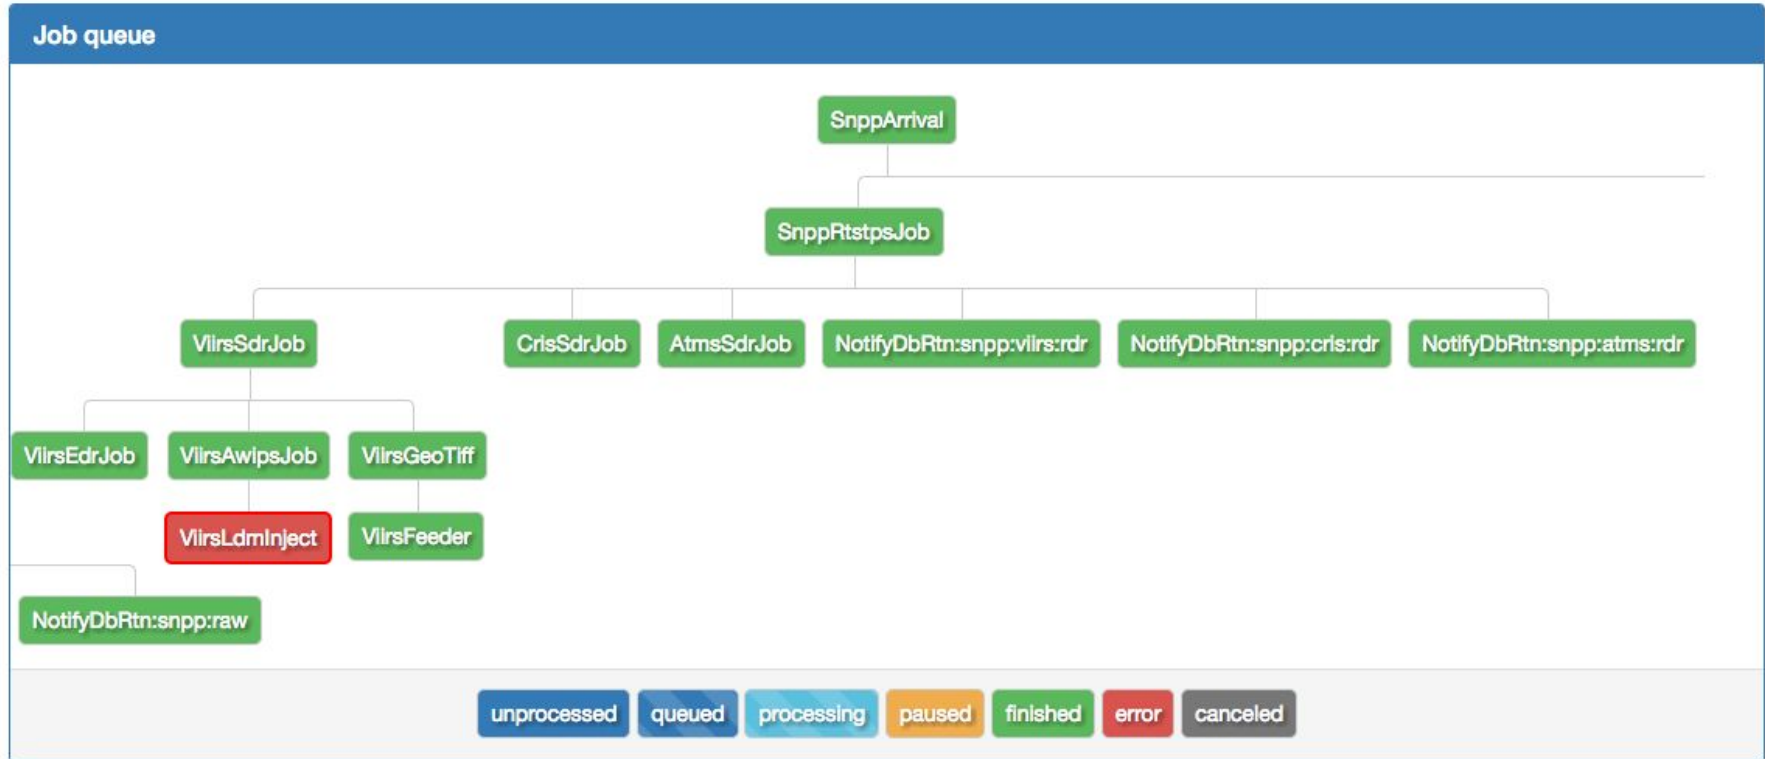 Job queue
SnppArrival
SnppRtstpsJob
ViirsSdrJob CrisSdrJob AtmsSdrJob NotifyDbRtn:snpp:viirs:rdr NotifyDbRtn:snpp:cris:rdr NotifyDbRtn:snpp:atms:rdr
ViirsEdrJob ViirsAwipsJob ViirsGeoTiff
ViirsLdmInject ViirsFeeder
NotifyDbRtn:snpp:raw
unprocessed queued processing paused finished error canceled